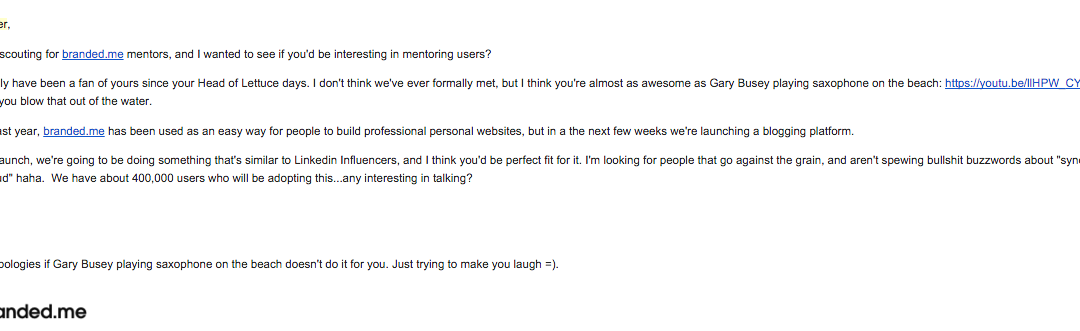 er,
scouting for branded.me mentors, and I wanted to see if you'd be interesting in mentoring users?
ly have been a fan of yours since your Head of Lettuce days. I don't think we've ever formally met, but I think you're almost as awesome as Gary Busey playing saxophone on the beach: https://youtu.be/
you blow that out of the water.
ast year, branded.me has been used as an easy way for people to build professional personal websites, but in a the next few weeks we're launching a blogging platform.
aunch, we're going to be doing something that's similar to Linkedin Influencers, and I think you'd be perfect fit for it. I'm looking for people that go against the grain, and aren't spewing bullshit buzzwords about "syn
d" haha. We have about 400,000 users who will be adopting this...any interesting in talking?
pologies if Gary Busey playing saxophone on the beach doesn't do it for you. Just trying to make you laugh =).
anded.me